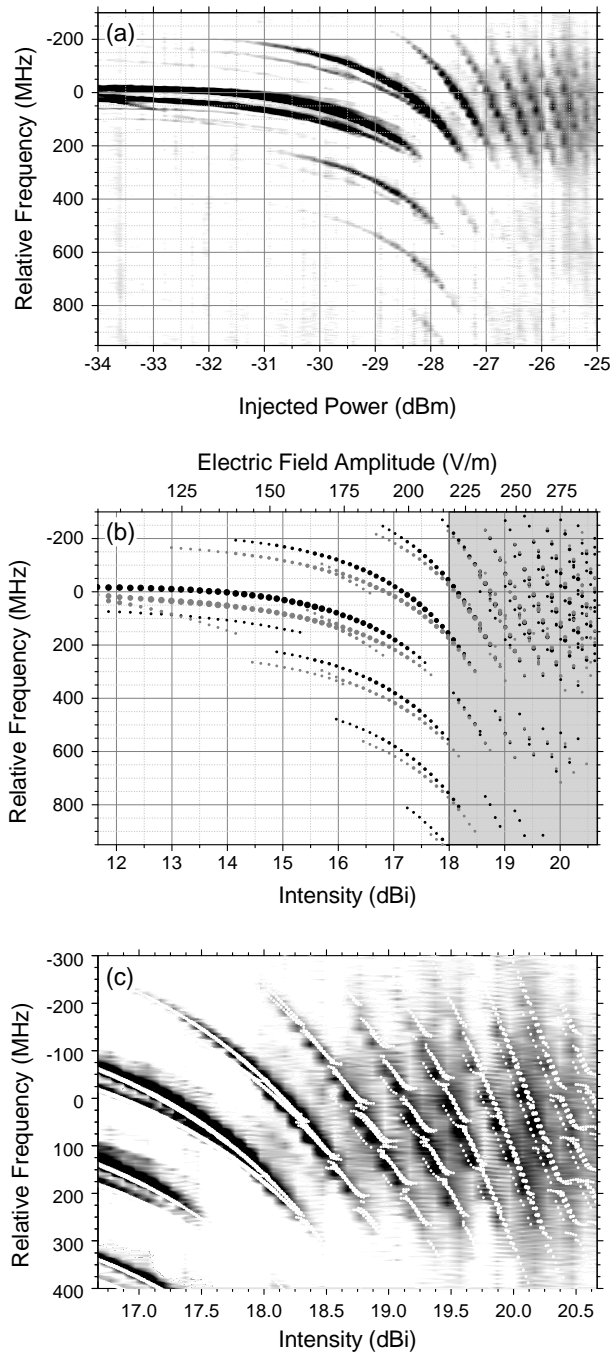 (a)
Relative Frequency (MHz)
-200
0
200
400
600
800
-34 -33 -32 -31 -30 -29 -28 -27 -26 -25
Injected Power (dBm)
Electric Field Amplitude (V/m)
125 150 175 200 225 250 275
(b)
Relative Frequency (MHz)
-200
0
200
400
600
800
12 13 14 15 16 17 18 19 20
Intensity (dBi)
(c)
Relative Frequency (MHz)
-300
-200
-100
0
100
200
300
400
17.0 17.5 18.0 18.5 19.0 19.5 20.0 20.5
Intensity (dBi)